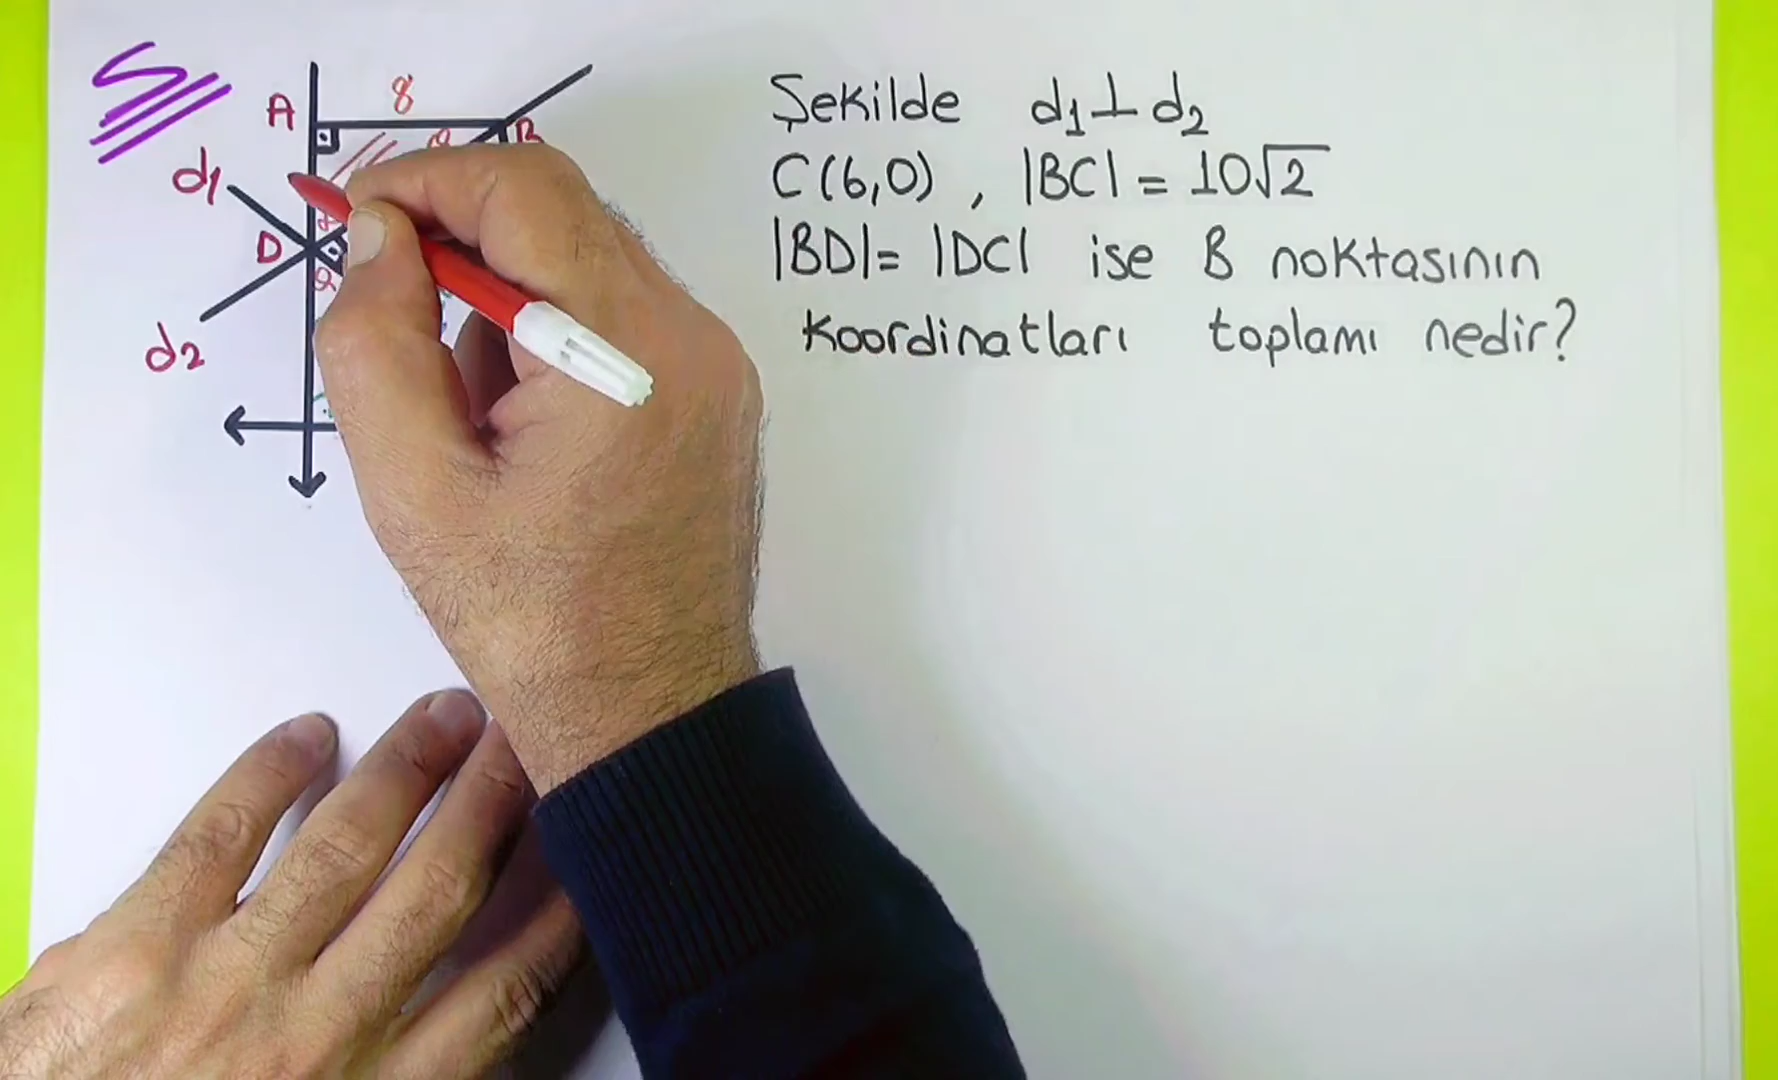 A
8
B
d1
D
d2
Şekilde d1⊥d2
C(6,0), |BC|=10√2
|BD|=|DC| ise B noktasının
koordinatları toplamı nedir?